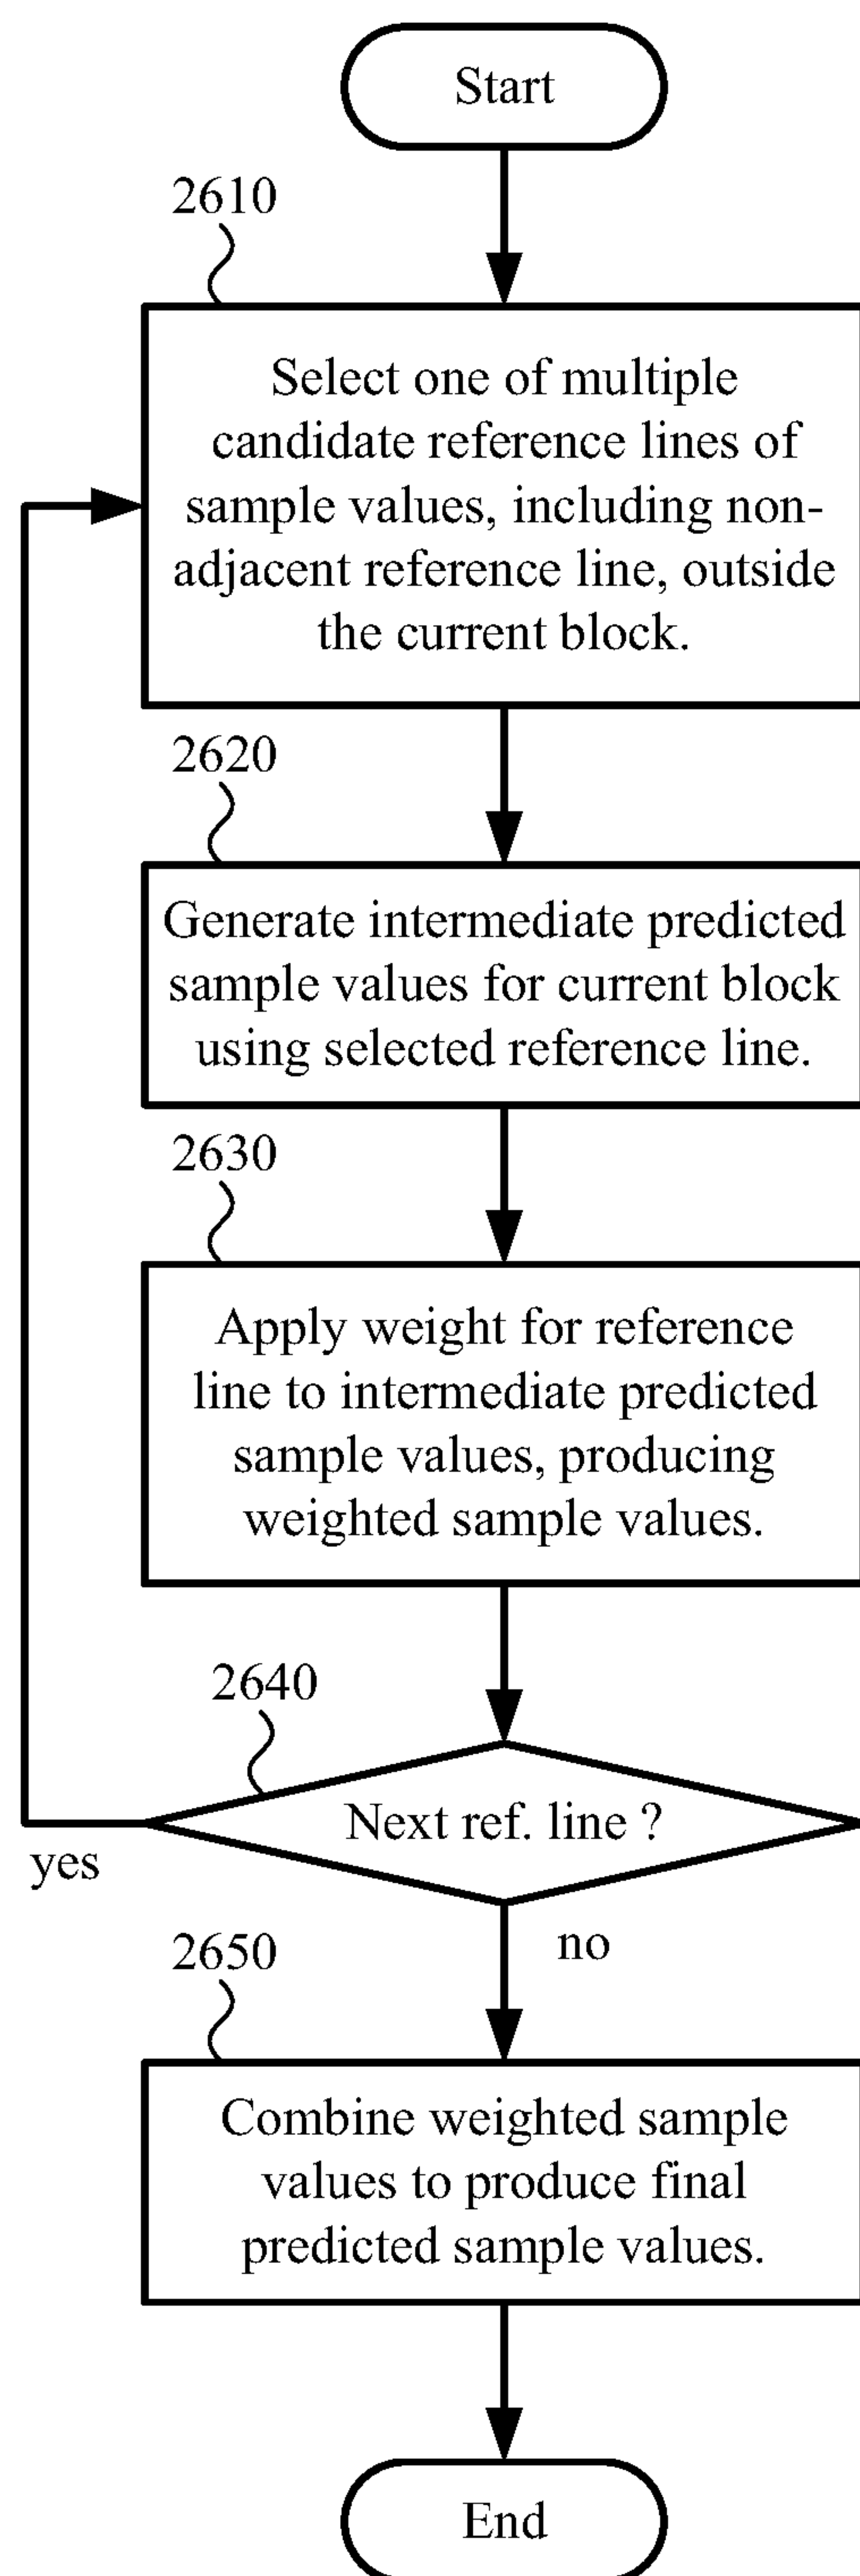 Start
2610
Select one of multiple
candidate reference lines of
sample values, including non-
adjacent reference line, outside
the current block.
2620
Generate intermediate predicted
sample values for current block
using selected reference line.
2630
Apply weight for reference
line to intermediate predicted
sample values, producing
weighted sample values.
2640
Next ref. line ?
yes
no
2650
Combine weighted sample
values to produce final
predicted sample values.
End